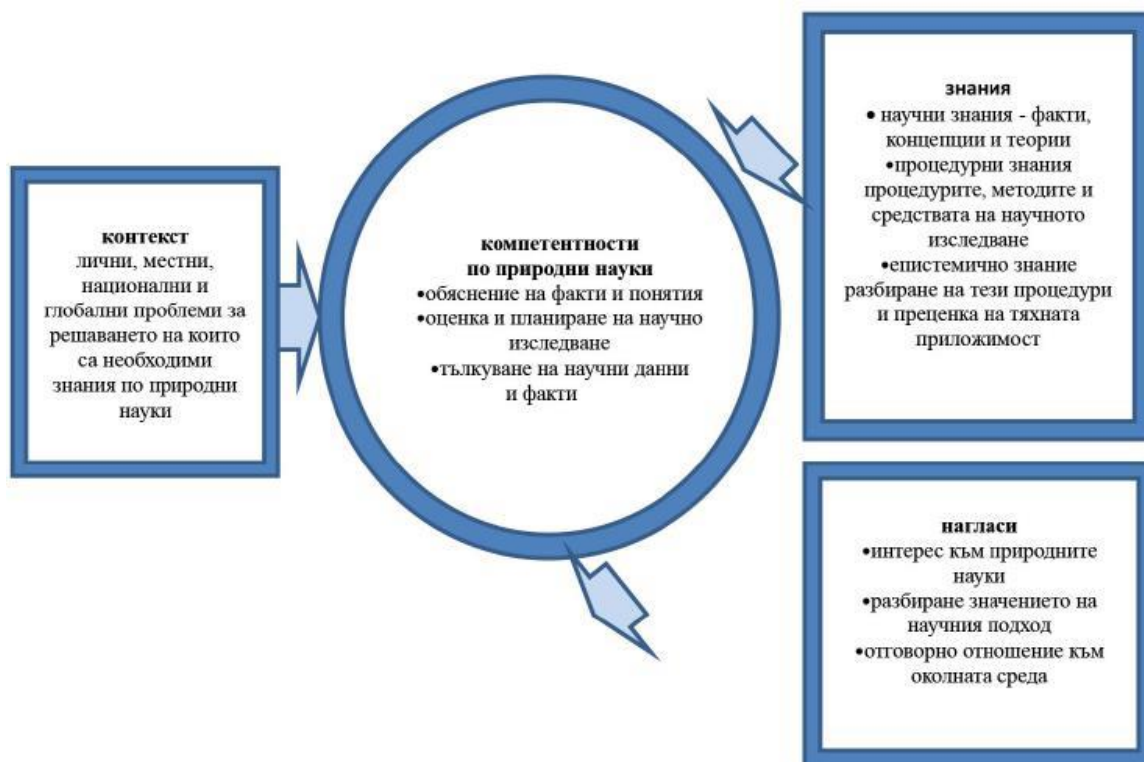 контекст
лични, местни,
национални и
глобални проблеми за
решаването на които
са необходими
знания по природни
науки
компетентности
по природни науки
•обяснение на факти и понятия
•оценка и планиране на научно
изследване
•тълкуване на научни данни
и факти
знания
• научни знания - факти,
концепции и теории
•процедурни знания
процедурите, методите и
средствата на научното
изследване
•епистемично знание
разбиране на тези процедури
и преценка на тяхната
приложимост
нагласи
•интерес към природните
науки
•разбиране значението на
научния подход
•отговорно отношение към
околната среда